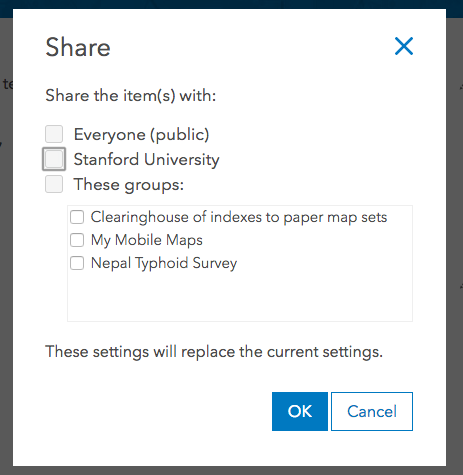 Share
Share the item(s) with:
Everyone (public)
Stanford University
These groups:
Clearinghouse of indexes to paper map sets
My Mobile Maps
Nepal Typhoid Survey
These settings will replace the current settings.
OK Cancel